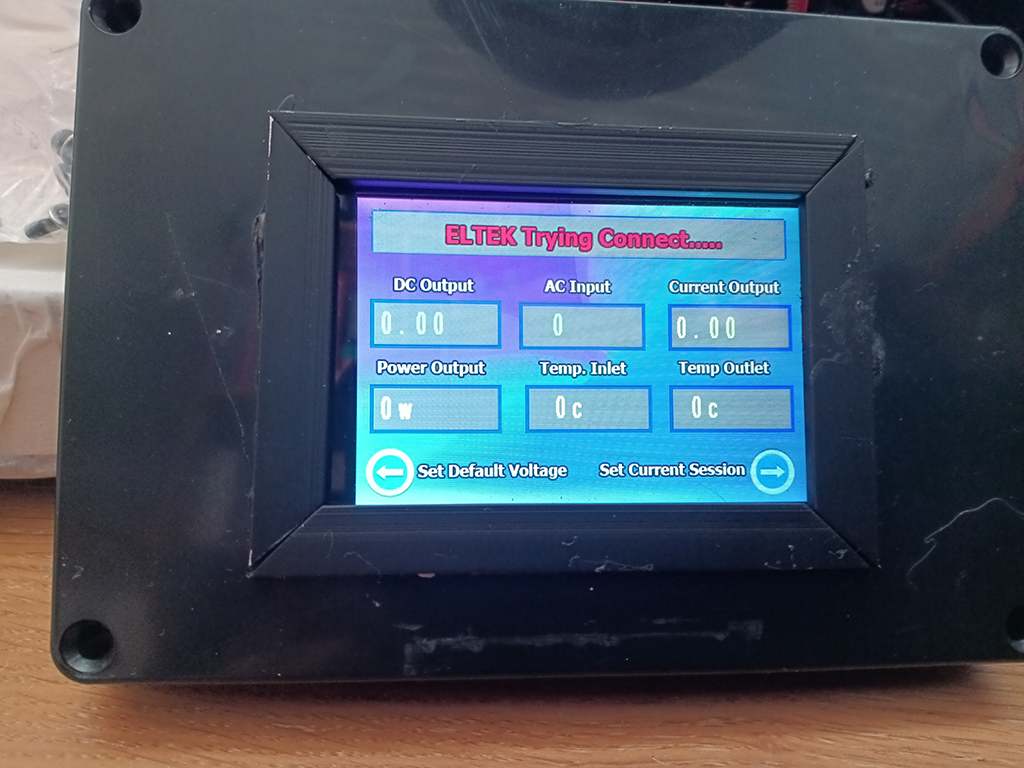 ELTEK Trying Connect.....
DC Output AC Input Current Output
0.00 0 0.00
Power Output Temp. Inlet Temp Outlet
0w 0c 0c
Set Default Voltage Set Current Session